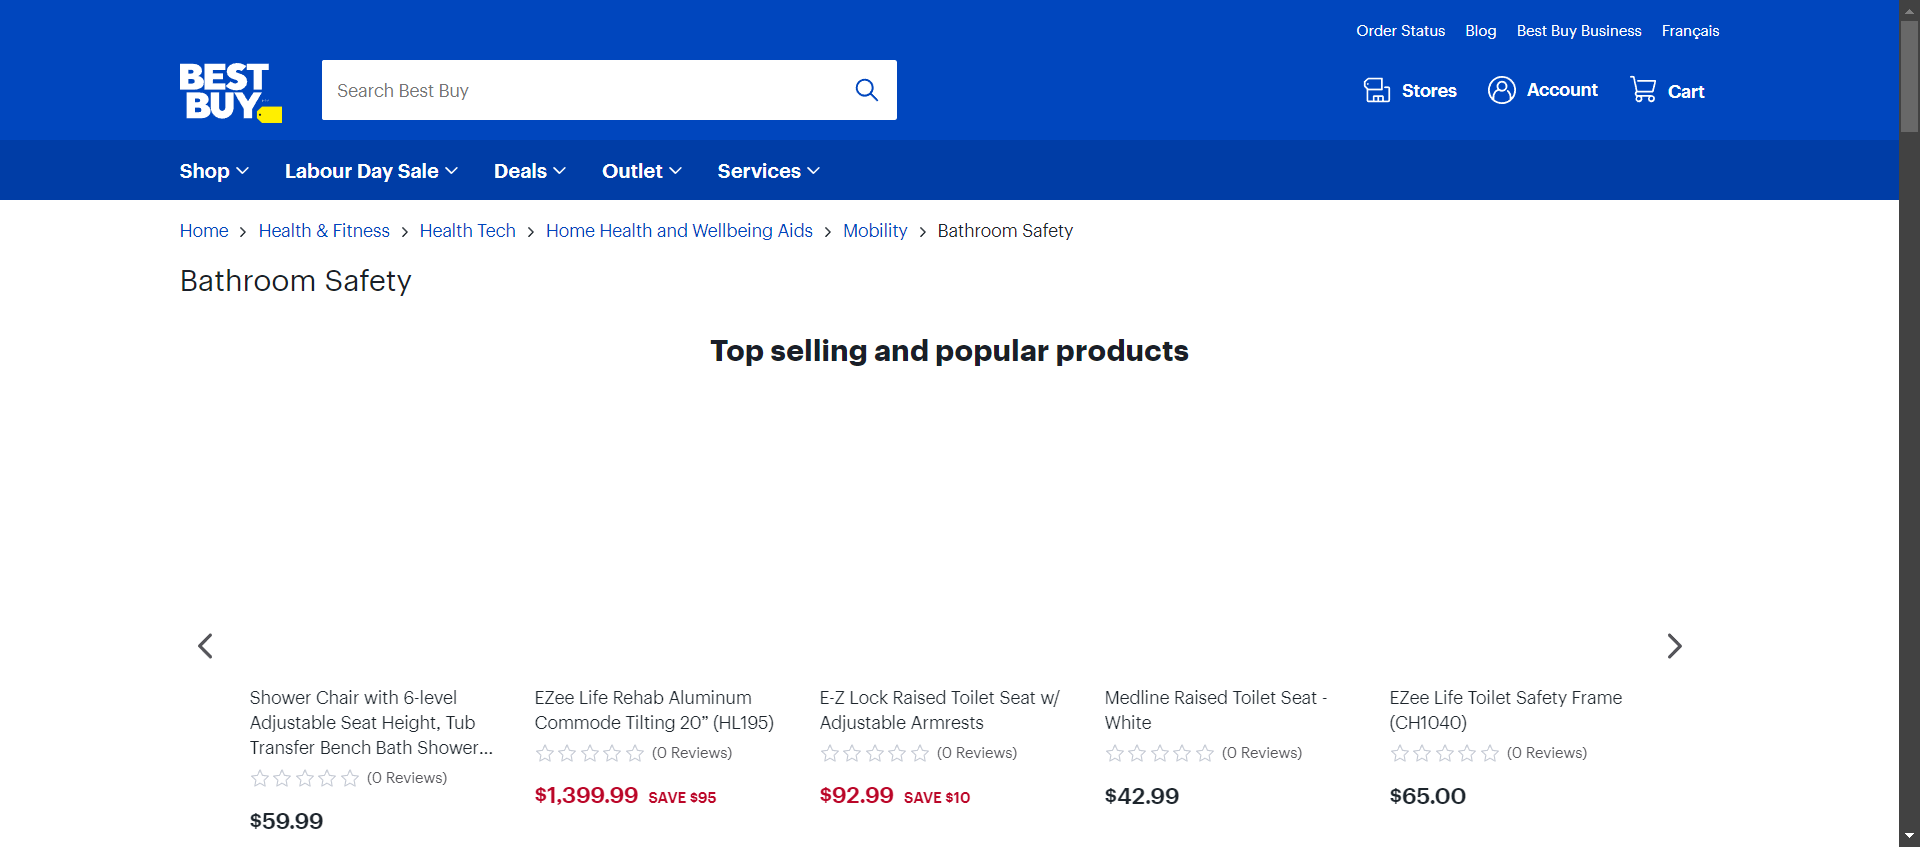 Order Status Blog Best Buy Business Français
BEST
BUY
Search Best Buy
Stores Account Cart
Shop Labour Day Sale Deals Outlet Services
Home › Health & Fitness › Health Tech › Home Health and Wellbeing Aids › Mobility › Bathroom Safety
Bathroom Safety
Top selling and popular products
Shower Chair with 6-level
Adjustable Seat Height, Tub
Transfer Bench Bath Shower...
(0 Reviews)
$59.99
EZee Life Rehab Aluminum
Commode Tilting 20” (HL195)
(0 Reviews)
$1,399.99 SAVE $95
E-Z Lock Raised Toilet Seat w/
Adjustable Armrests
(0 Reviews)
$92.99 SAVE $10
Medline Raised Toilet Seat -
White
(0 Reviews)
$42.99
EZee Life Toilet Safety Frame
(CH1040)
(0 Reviews)
$65.00